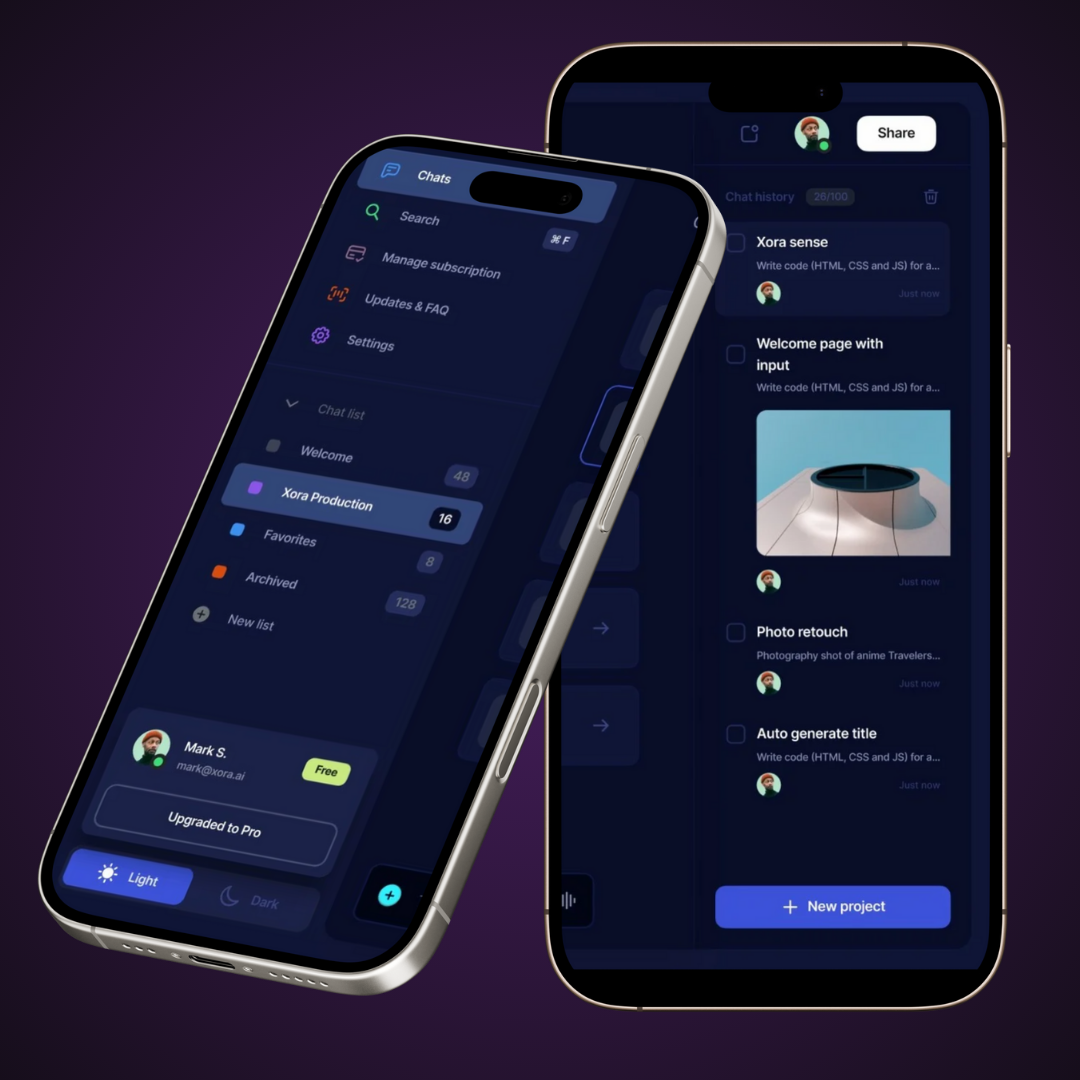 Chats
Search
⌘ F
Manage subscription
Updates & FAQ
Settings
Chat list
Welcome
48
Xora Production
16
Favorites
8
Archived
128
New list
Mark S.
mark@xora.ai
Free
Upgraded to Pro
Light
Dark
Share
Chat history
26/100
Xora sense
Write code (HTML, CSS and JS) for a...
Just now
Welcome page with
input
Write code (HTML, CSS and JS) for a...
Just now
Photo retouch
Photography shot of anime Travelers...
Just now
Auto generate title
Write code (HTML, CSS and JS) for a...
Just now
New project